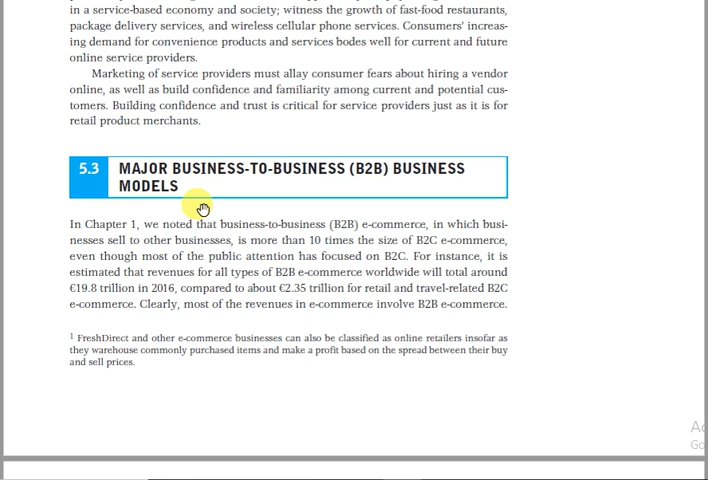 in a service-based economy and society; witness the growth of fast-food restaurants,
package delivery services, and wireless cellular phone services. Consumers' increas-
ing demand for convenience products and services bodes well for current and future
online service providers.
Marketing of service providers must allay consumer fears about hiring a vendor
online, as well as build confidence and familiarity among current and potential cus-
tomers. Building confidence and trust is critical for service providers just as it is for
retail product merchants.
5.3 MAJOR BUSINESS-TO-BUSINESS (B2B) BUSINESS
MODELS
In Chapter 1, we noted that business-to-business (B2B) e-commerce, in which busi-
nesses sell to other businesses, is more than 10 times the size of B2C e-commerce,
even though most of the public attention has focused on B2C. For instance, it is
estimated that revenues for all types of B2B e-commerce worldwide will total around
€19.8 trillion in 2016, compared to about €2.35 trillion for retail and travel-related B2C
e-commerce. Clearly, most of the revenues in e-commerce involve B2B e-commerce.
1 FreshDirect and other e-commerce businesses can also be classified as online retailers insofar as
they warehouse commonly purchased items and make a profit based on the spread between their buy
and sell prices.